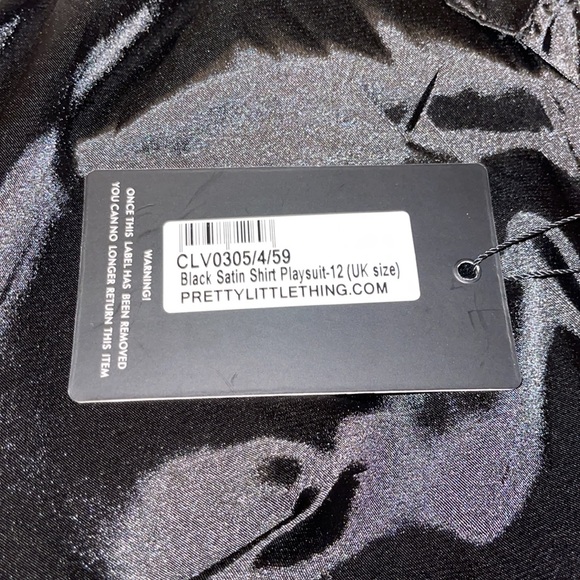 CLV0305/4/59
Black Satin Shirt Playsuit-12 (UK size)
PRETTYLITTLETHING.COM
WARNING!
ONCE THIS LABEL HAS BEEN REMOVED
YOU CAN NO LONGER RETURN THIS ITEM